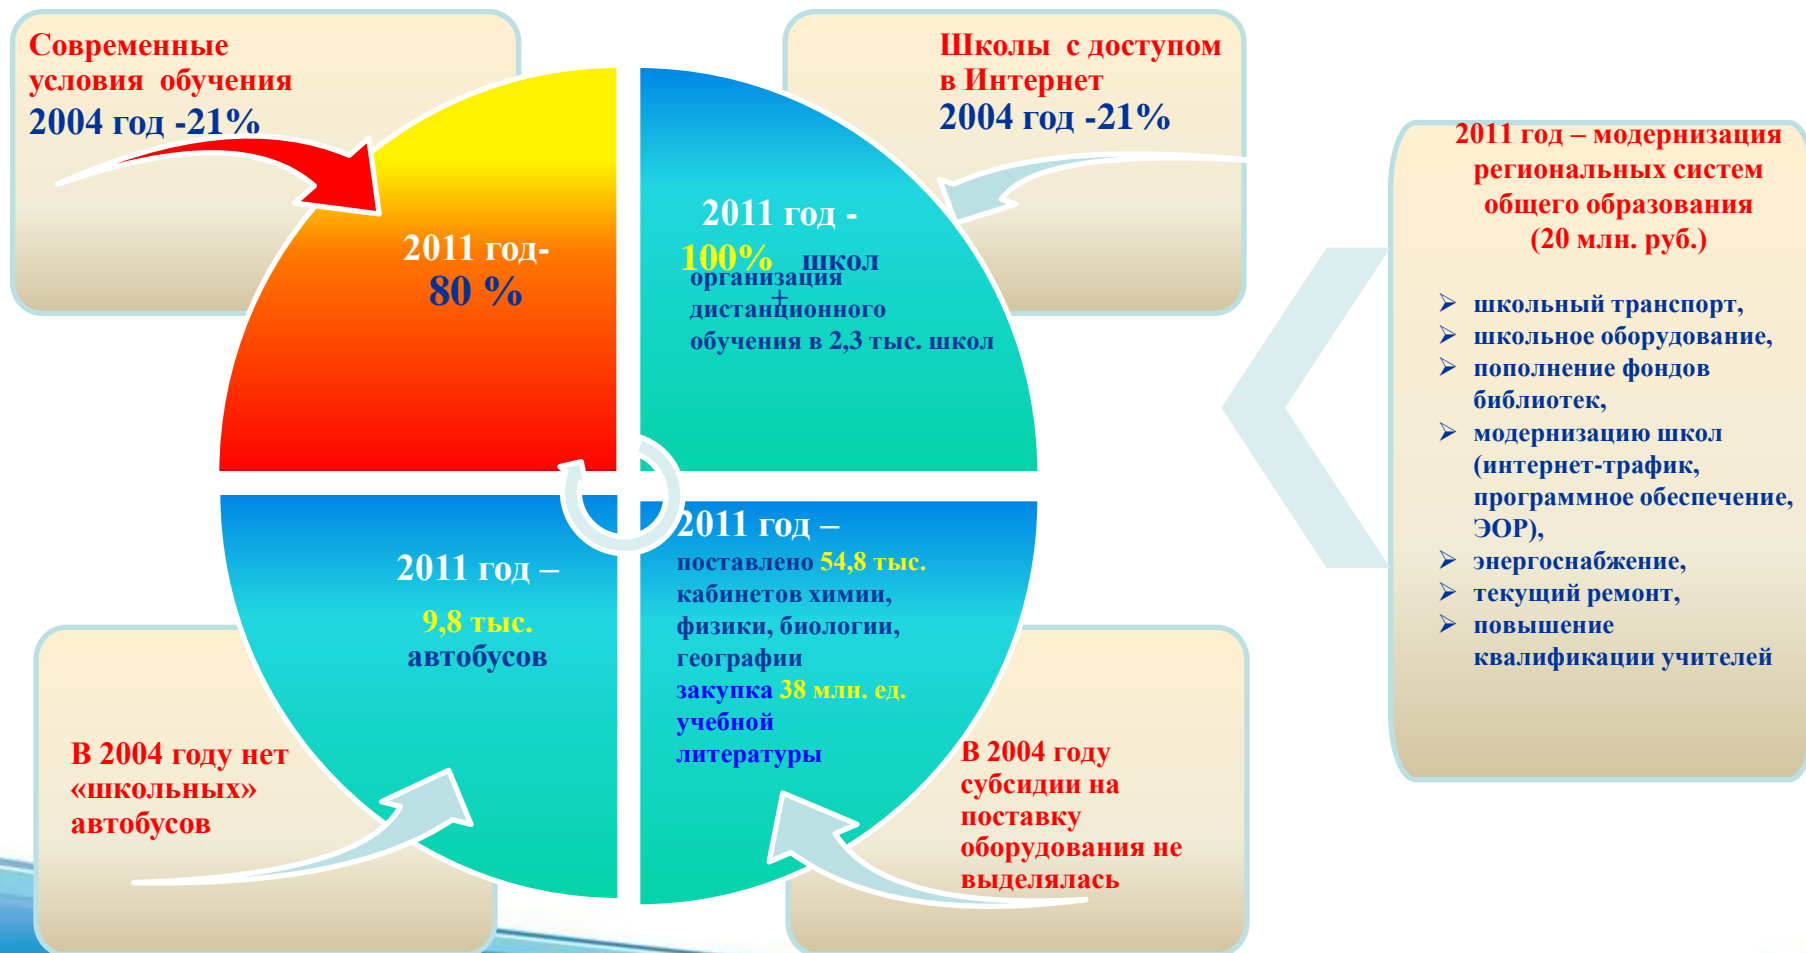 Современные
условия обучения
2004 год -21%
2011 год-
80 %
Школы с доступом
в Интернет
2004 год -21%
2011 год -
100% школ
+
организация
дистанционного
обучения в 2,3 тыс. школ
2011 год –
9,8 тыс.
автобусов
В 2004 году нет
«школьных»
автобусов
2011 год –
поставлено 54,8 тыс.
кабинетов химии,
физики, биологии,
географии
закупка 38 млн. ед.
учебной
литературы
В 2004 году
субсидии на
поставку
оборудования не
выделялась
2011 год – модернизация
региональных систем
общего образования
(20 млн. руб.)
школьный транспорт,
школьное оборудование,
пополнение фондов
библиотек,
модернизацию школ
(интернет-трафик,
программное обеспечение,
ЭОР),
энергоснабжение,
текущий ремонт,
повышение
квалификации учителей